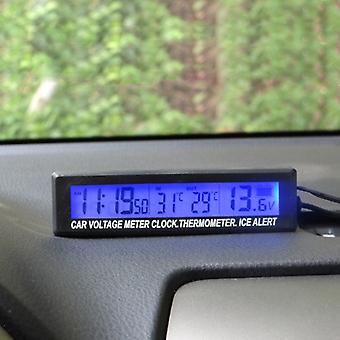 11:19 50 31°C 29°C 13.6V
CAR VOLTAGE METER CLOCK.THERMOMETER. ICE ALERT